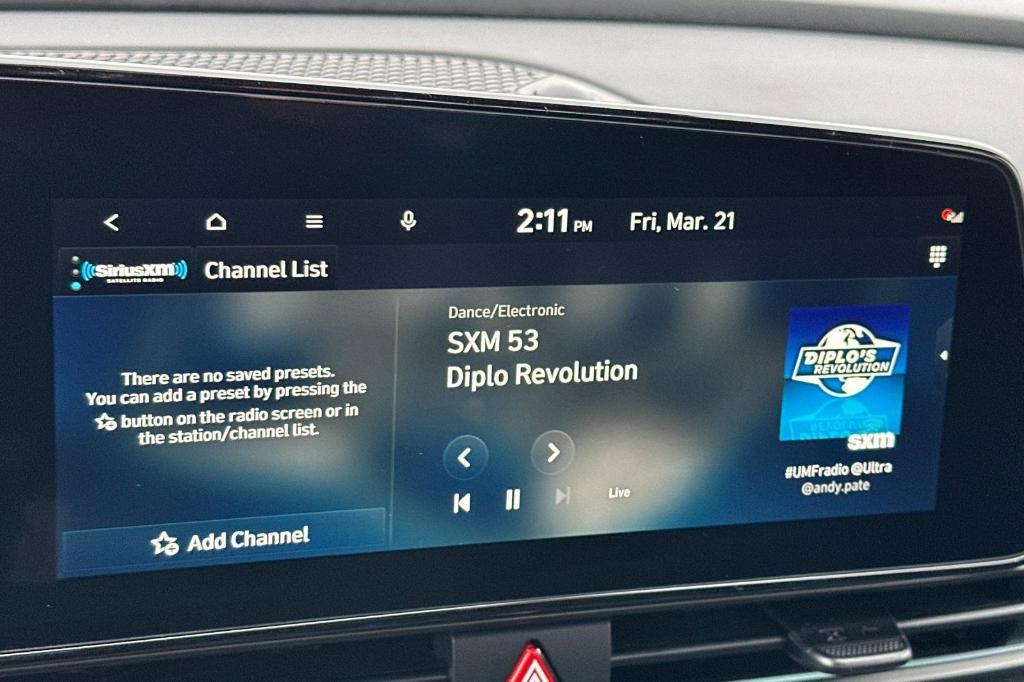 2:11 PM Fri, Mar. 21
SiriusXM
SATELLITE RADIO
Channel List
There are no saved presets.
You can add a preset by pressing the
button on the radio screen or in
the station/channel list.
Add Channel
Dance/Electronic
SXM 53
Diplo Revolution
Live
DIPLO'S
REVOLUTION
sxm
#UMFradio @Ultra
@andy.pate